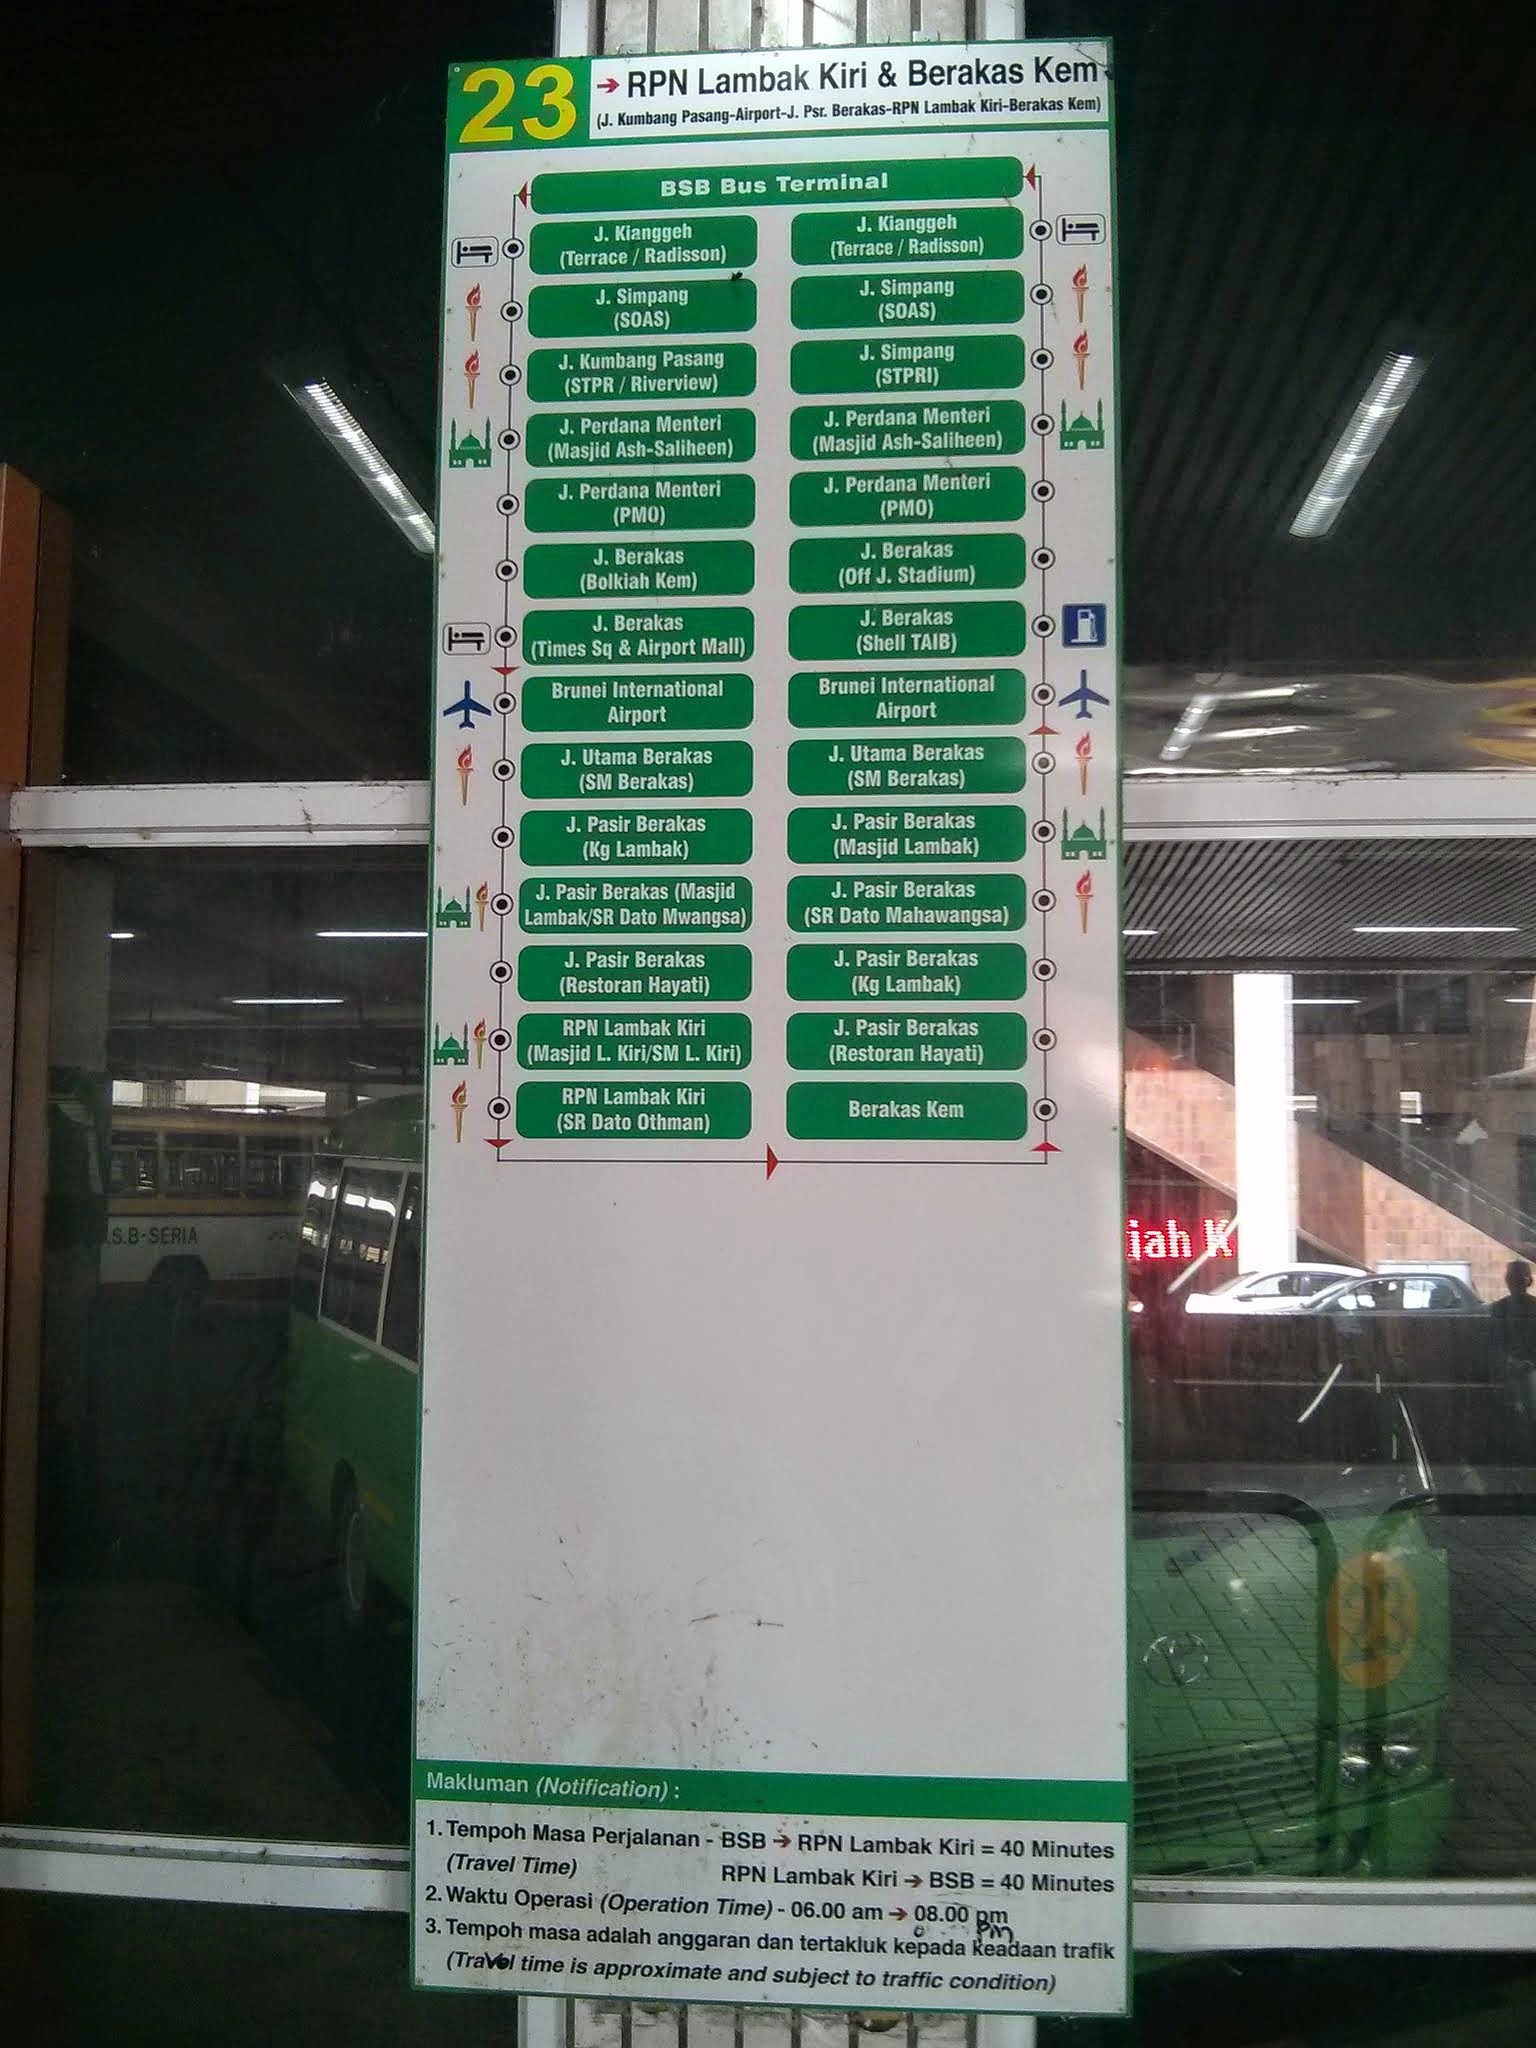 23
RPN Lambak Kiri & Berakas Kem
(J. Kumbang Pasang-Airport-J. Psr. Berakas-RPN Lambak Kiri-Berakas Kem)
BSB Bus Terminal
J. Kianggeh
(Terrace / Radisson)
J. Simpang
(SOAS)
J. Kumbang Pasang
(STPR / Riverview)
J. Perdana Menteri
(Masjid Ash-Saliheen)
J. Perdana Menteri
(PMO)
J. Berakas
(Bolkiah Kem)
J. Berakas
(Times Sq & Airport Mall)
Brunei International
Airport
J. Utama Berakas
(SM Berakas)
J. Pasir Berakas
(Kg Lambak)
J. Pasir Berakas (Masjid
Lambak/SR Dato Mwangsa)
J. Pasir Berakas
(Restoran Hayati)
RPN Lambak Kiri
(Masjid L. Kiri/SM L. Kiri)
RPN Lambak Kiri
(SR Dato Othman)
J. Kianggeh
(Terrace / Radisson)
J. Simpang
(SOAS)
J. Simpang
(STPRI)
J. Perdana Menteri
(Masjid Ash-Saliheen)
J. Perdana Menteri
(PMO)
J. Berakas
(Off J. Stadium)
J. Berakas
(Shell TAIB)
Brunei International
Airport
J. Utama Berakas
(SM Berakas)
J. Pasir Berakas
(Masjid Lambak)
J. Pasir Berakas
(SR Dato Mahawangsa)
J. Pasir Berakas
(Kg Lambak)
J. Pasir Berakas
(Restoran Hayati)
Berakas Kem
.S.B-SERIA
iah K
23
Makluman (Notification) :
1. Tempoh Masa Perjalanan - BSB → RPN Lambak Kiri = 40 Minutes
(Travel Time) RPN Lambak Kiri → BSB = 40 Minutes
2. Waktu Operasi (Operation Time) - 06.00 am → 08.00 pm
PM
3. Tempoh masa adalah anggaran dan tertakluk kepada keadaan trafik
(Travel time is approximate and subject to traffic condition)